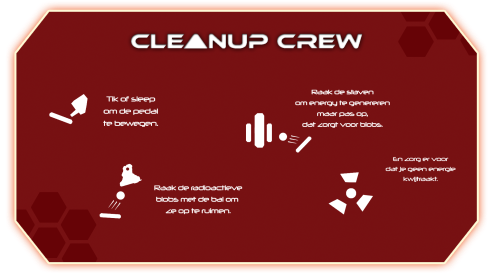 CLEANUP CREW
Tik of sleep
om de pedal
te bewegen.
Raak de staven
om energy te genereren
maar pas op,
dat zorgt voor blobs.
Raak de radioactieve
blobs met de bal om
ze op te ruimen.
En zorg er voor
dat je geen energie
kwijtraakt.